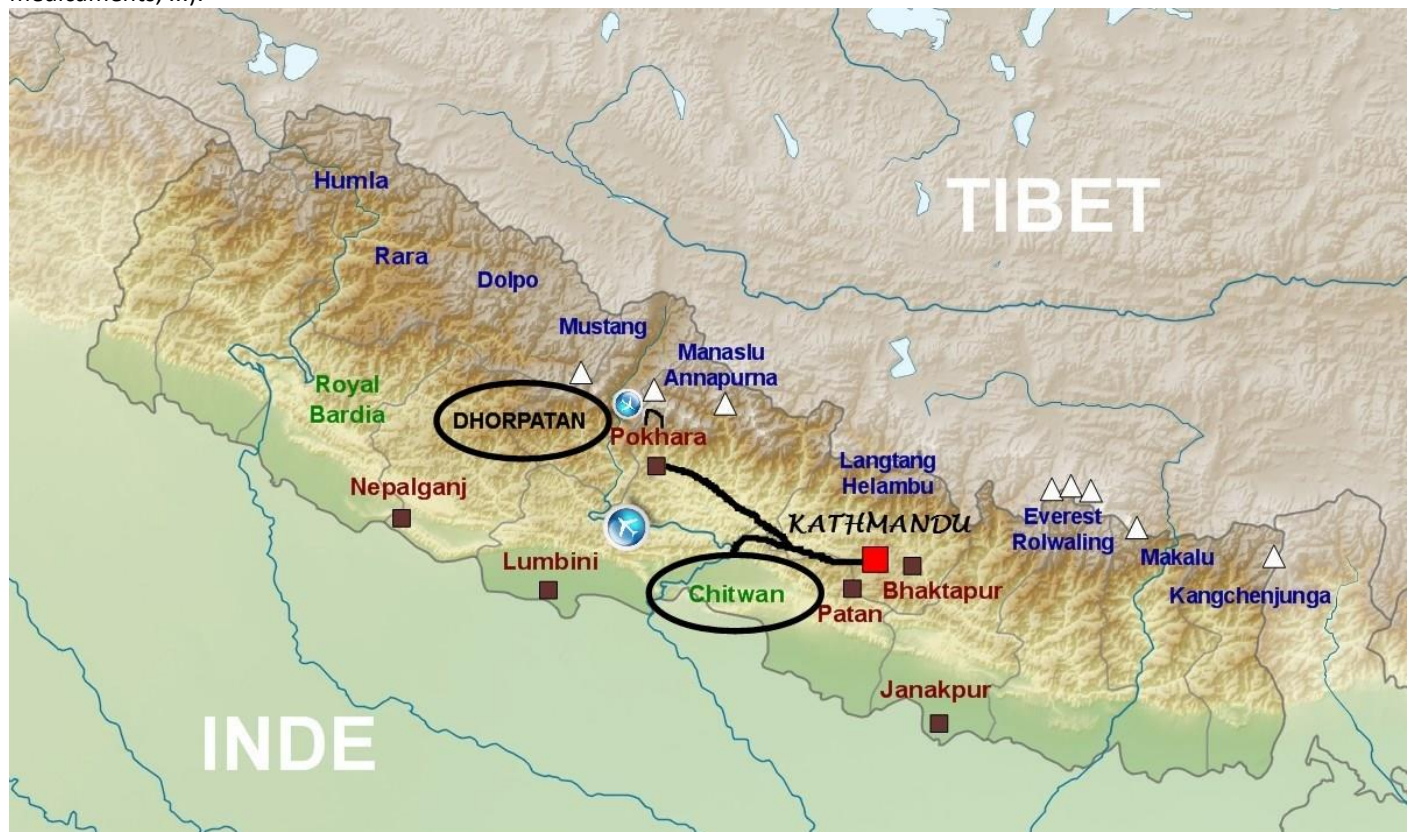 TIBET
Humla
Rara
Dolpo
Mustang
Manaslu
Annapurna
Royal
Bardia
DHORPATAN
Pokhara
Langtang
Helambu
Nepalganj
KATHMANDU
Everest
Rolwaling
Makalu
Lumbini
Chitwan
Bhaktapur
Kangchenjunga
Patan
Janakpur
INDE